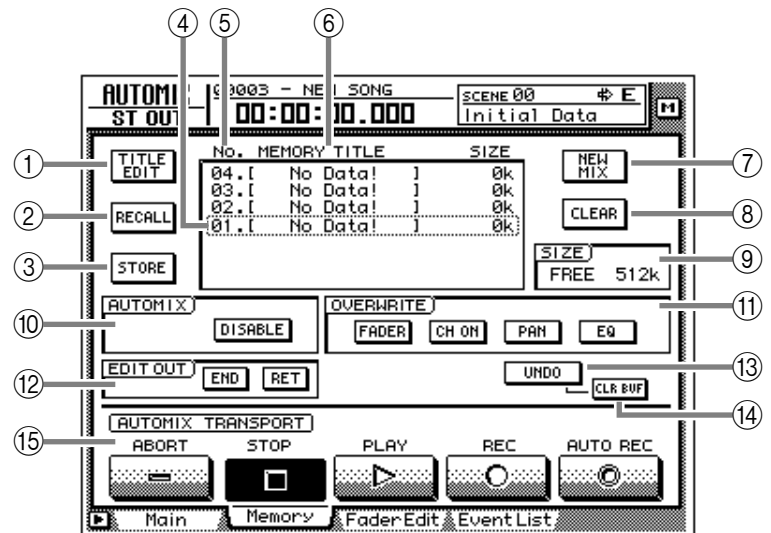 ④ ⑤ ⑥
AUTOMIX 00003 - NEW SONG SCENE 00 E M
ST OUT 00:00:00.000 Initial Data
No. MEMORY TITLE SIZE
① TITLE EDIT NEW MIX ⑦
04.[ No Data! ] 0k
03.[ No Data! ] 0k
② RECALL 02.[ No Data! ] 0k CLEAR ⑧
01.[ No Data! ] 0k
③ STORE SIZE ⑨
FREE 512k
AUTOMIX OVERWRITE ⑪
⑩ DISABLE FADER CH ON PAN EQ
EDIT OUT UNDO ⑬
⑫ END RET CLR BUF
⑭
AUTOMIX TRANSPORT
⑮ ABORT STOP PLAY REC AUTO REC
Main Memory Fader Edit Event List